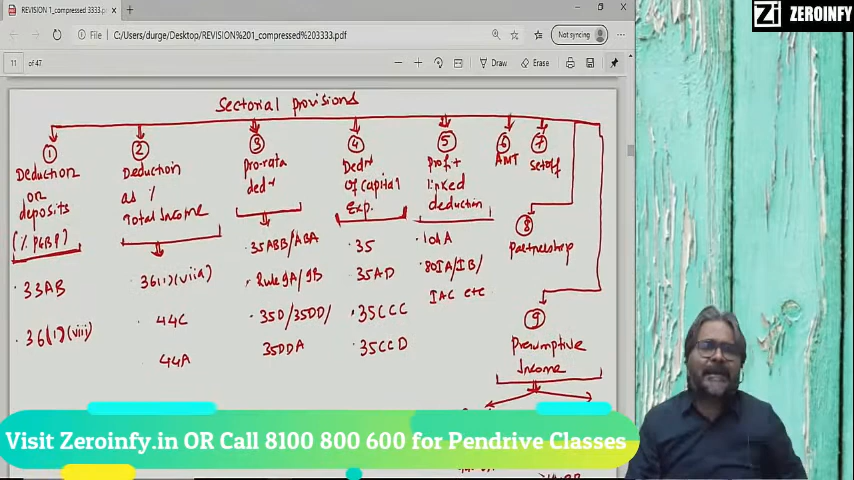 REVISION 1_compressed 3333.pdf
File
C:/Users/durge/Desktop/REVISION%201_compressed%203333.pdf
Not syncing
11 of 47
Draw
Erase
Zi ZEROINFY
Sectorial provisions
1
Deduction
on
deposits
(% PGBP)
33AB
36(1)(viii)
2
Deduction
as %
Total Income
36(1)(viia)
44C
44A
3
Pro-rata
dedn
35ABB/ABA
Rule 9A/9B
35D/35DD/
35DDA
4
Dedn
of capital
Exp.
35
35AD
35CCC
35CCD
5
Profit
linked
deduction
10AA
80IA/IB/
IAC etc
6
AMT
7
Setoff
8
Partnership
9
Presumptive
Income
Visit Zeroinfy.in OR Call 8100 800 600 for Pendrive Classes